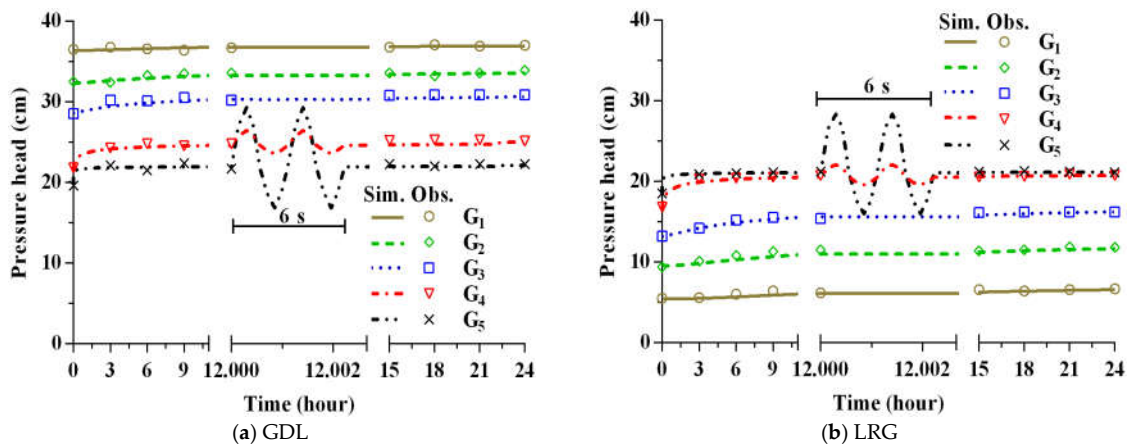 Pressure head (cm)
40
30
20
10
0
6 s
Sim. Obs.
G1
G2
G3
G4
G5
0 3 6 9 12.000 12.002 15 18 21 24
Time (hour)
(a) GDL
Pressure head (cm)
40
30
20
10
0
Sim. Obs.
G1
G2
G3
G4
G5
6 s
0 3 6 9 12.000 12.002 15 18 21 24
Time (hour)
(b) LRG